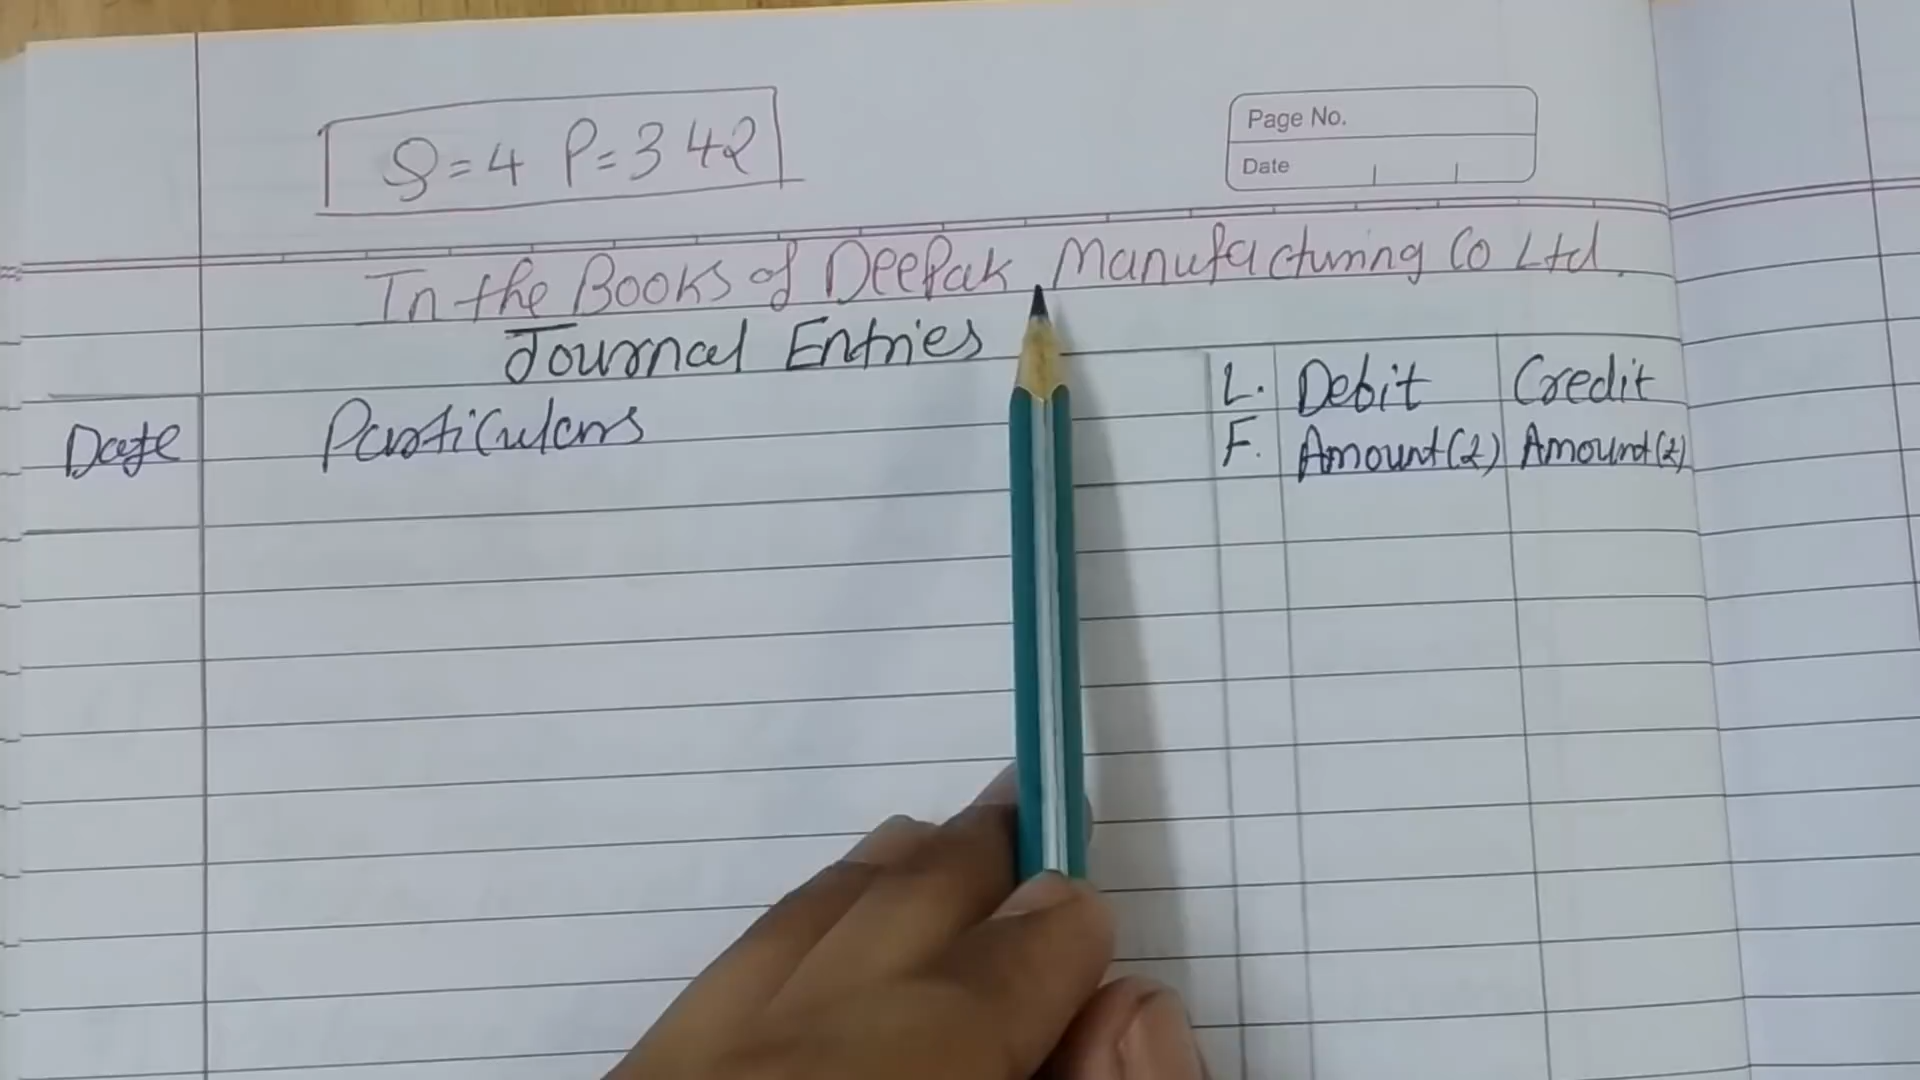 Q=4 P=342
Page No.
Date
In the Books of Deepak Manufacturing Co Ltd.
Journal Entries
Date Particulars L. F. Debit Amount(₹) Credit Amount(₹)